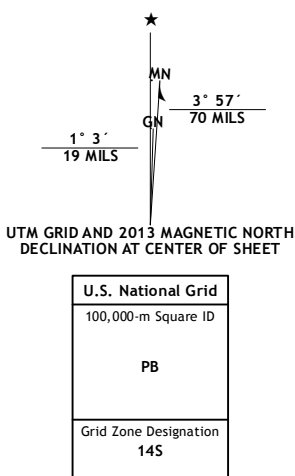 ★
MN
GN
3° 57´
70 MILS
1° 3´
19 MILS
UTM GRID AND 2013 MAGNETIC NORTH
DECLINATION AT CENTER OF SHEET
U.S. National Grid
100,000-m Square ID
PB
Grid Zone Designation
14S